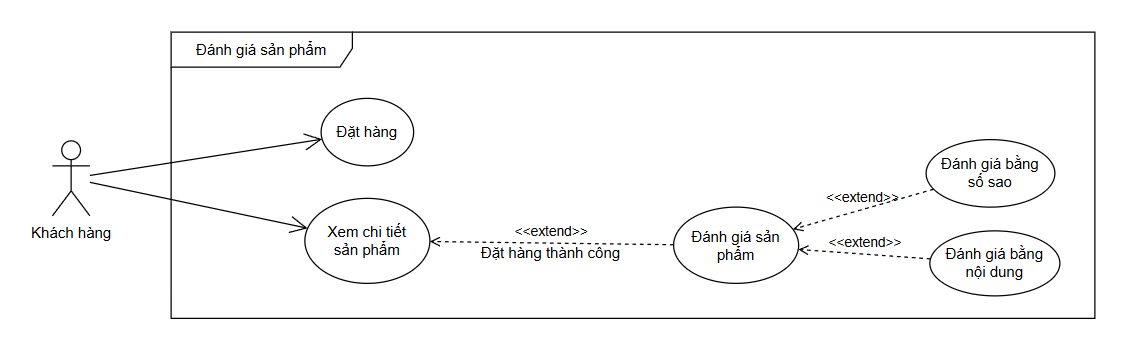 Đánh giá sản phẩm
Đặt hàng
Khách hàng
Xem chi tiết
sản phẩm
<<extend>>
Đặt hàng thành công
Đánh giá sản
phẩm
<<extend>>
<<extend>>
Đánh giá bằng
số sao
Đánh giá bằng
nội dung